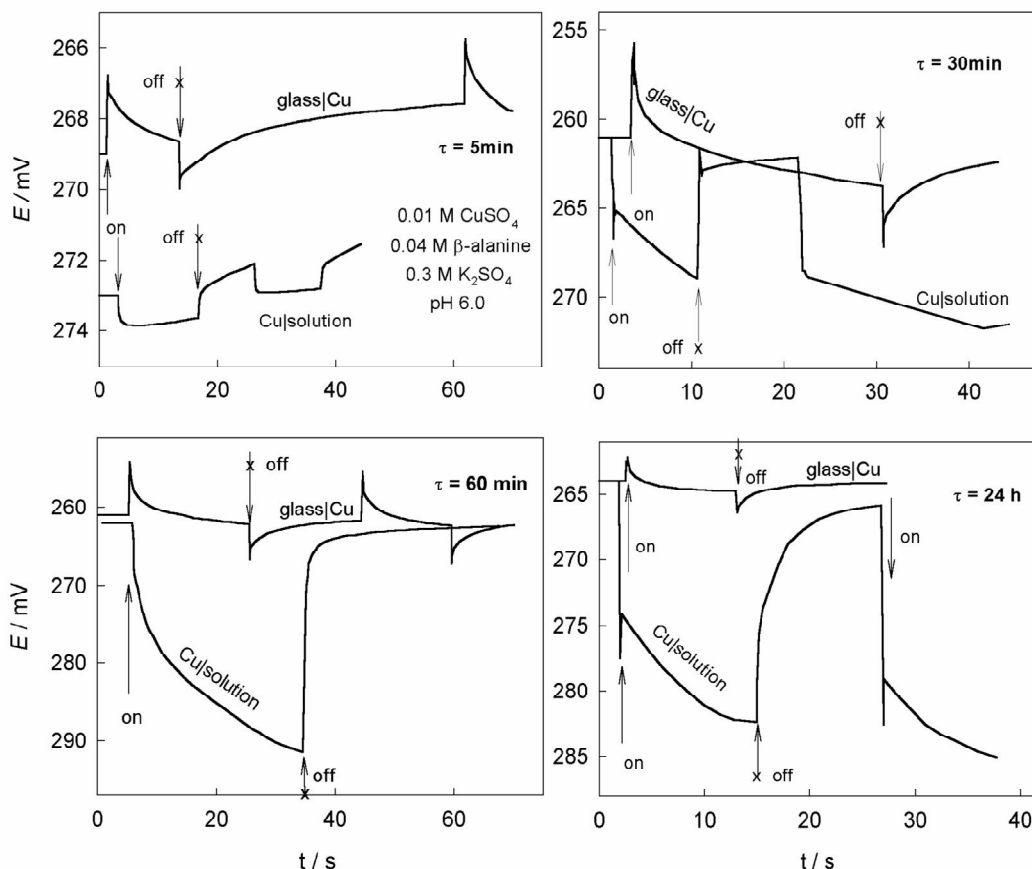 266
268
270
272
274
E / mV
0
20
40
60
off
glass|Cu
τ = 5min
on
off
0.01 M CuSO₄
0.04 M β-alanine
0.3 M K₂SO₄
pH 6.0
Cu|solution
255
260
265
270
0
10
20
30
40
τ = 30min
glass|Cu
off
on
on
off
Cu|solution
260
270
280
290
E / mV
0
20
40
60
t / s
off
τ = 60 min
glass|Cu
on
Cu|solution
off
265
270
275
280
285
0
10
20
30
40
t / s
off
glass|Cu
τ = 24 h
on
on
Cu|solution
on
off